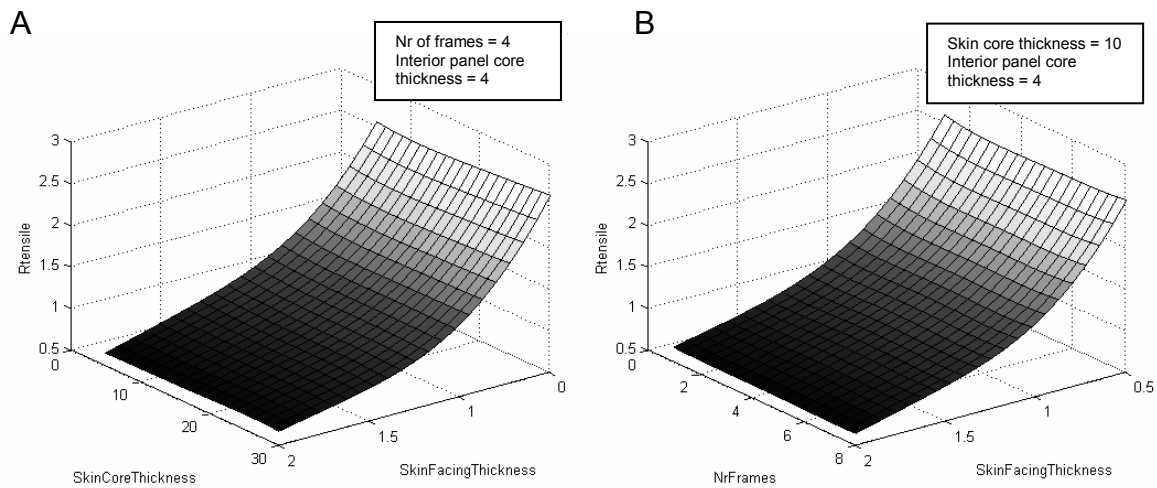 A
Nr of frames = 4
Interior panel core
thickness = 4
3
2.5
2
1.5
1
0.5
Rtensile
0
10
20
30
SkinCoreThickness
2
1.5
1
0
SkinFacingThickness
B
Skin core thickness = 10
Interior panel core
thickness = 4
3
2.5
2
1.5
1
0.5
Rtensile
0
2
4
6
8
NrFrames
2
1.5
1
0.5
SkinFacingThickness